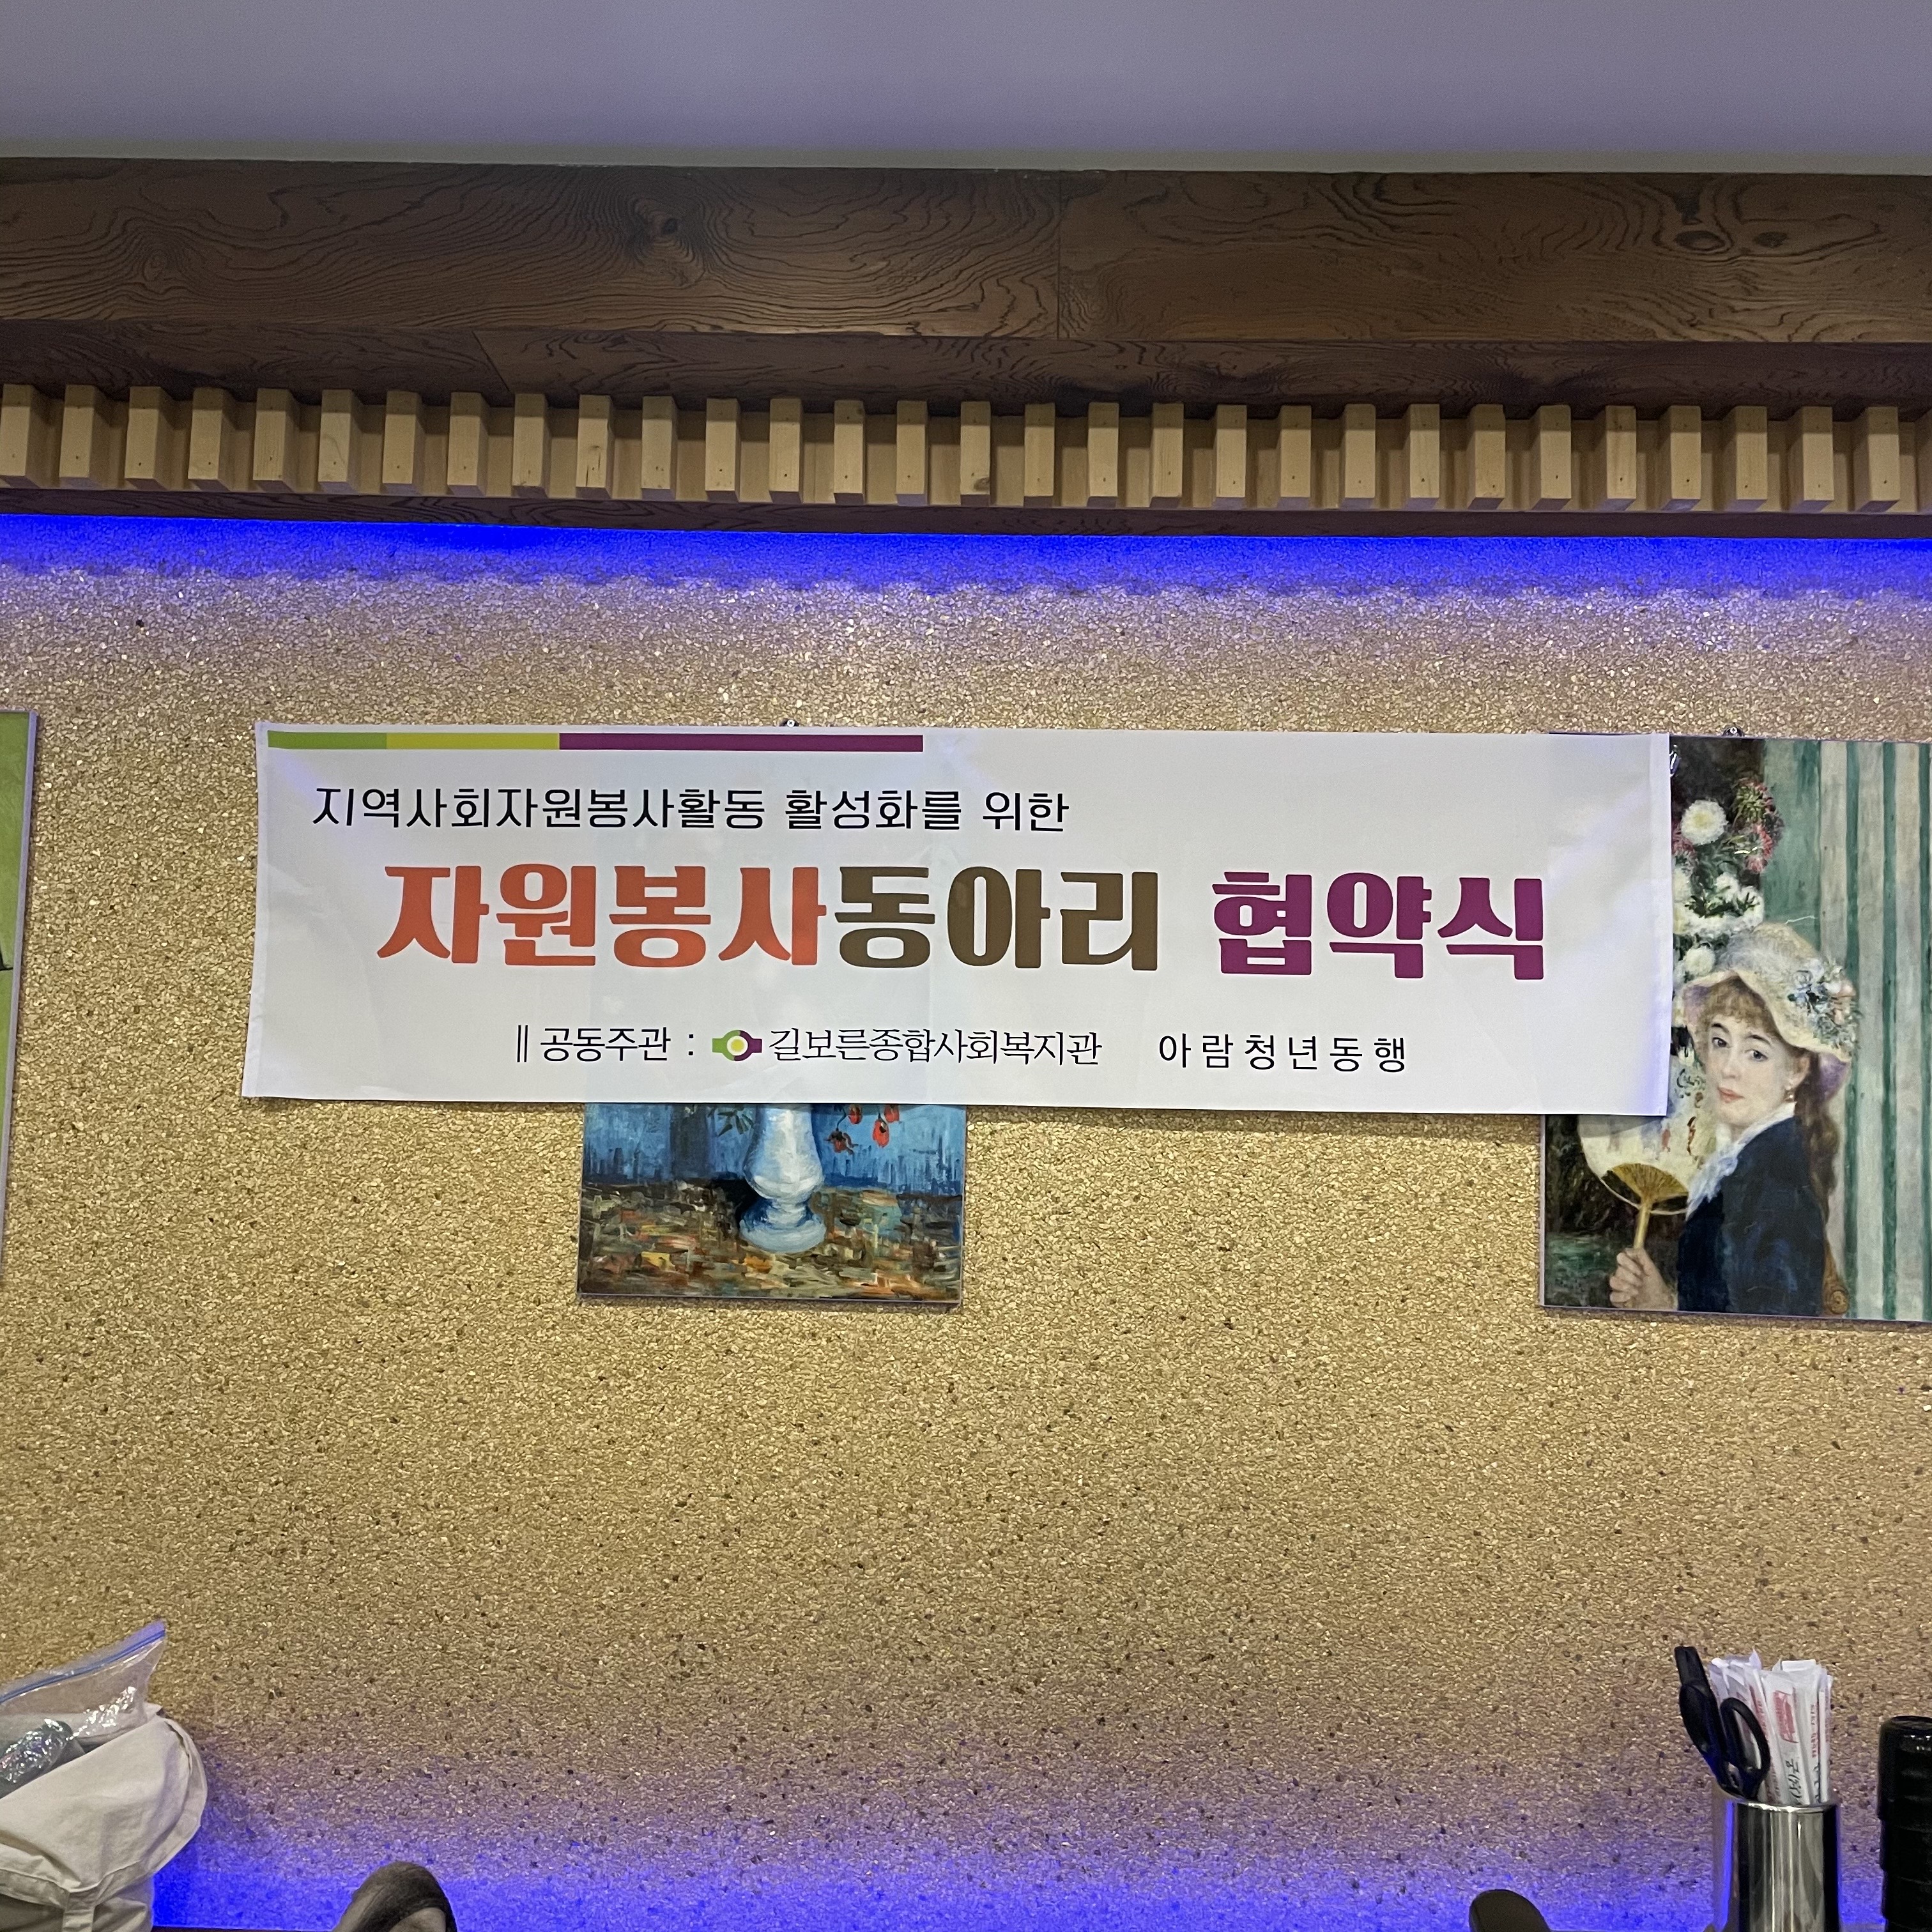 지역사회자원봉사활동 활성화를 위한
자원봉사동아리 협약식
|| 공동주관 : 길보른종합사회복지관 아람청년동행